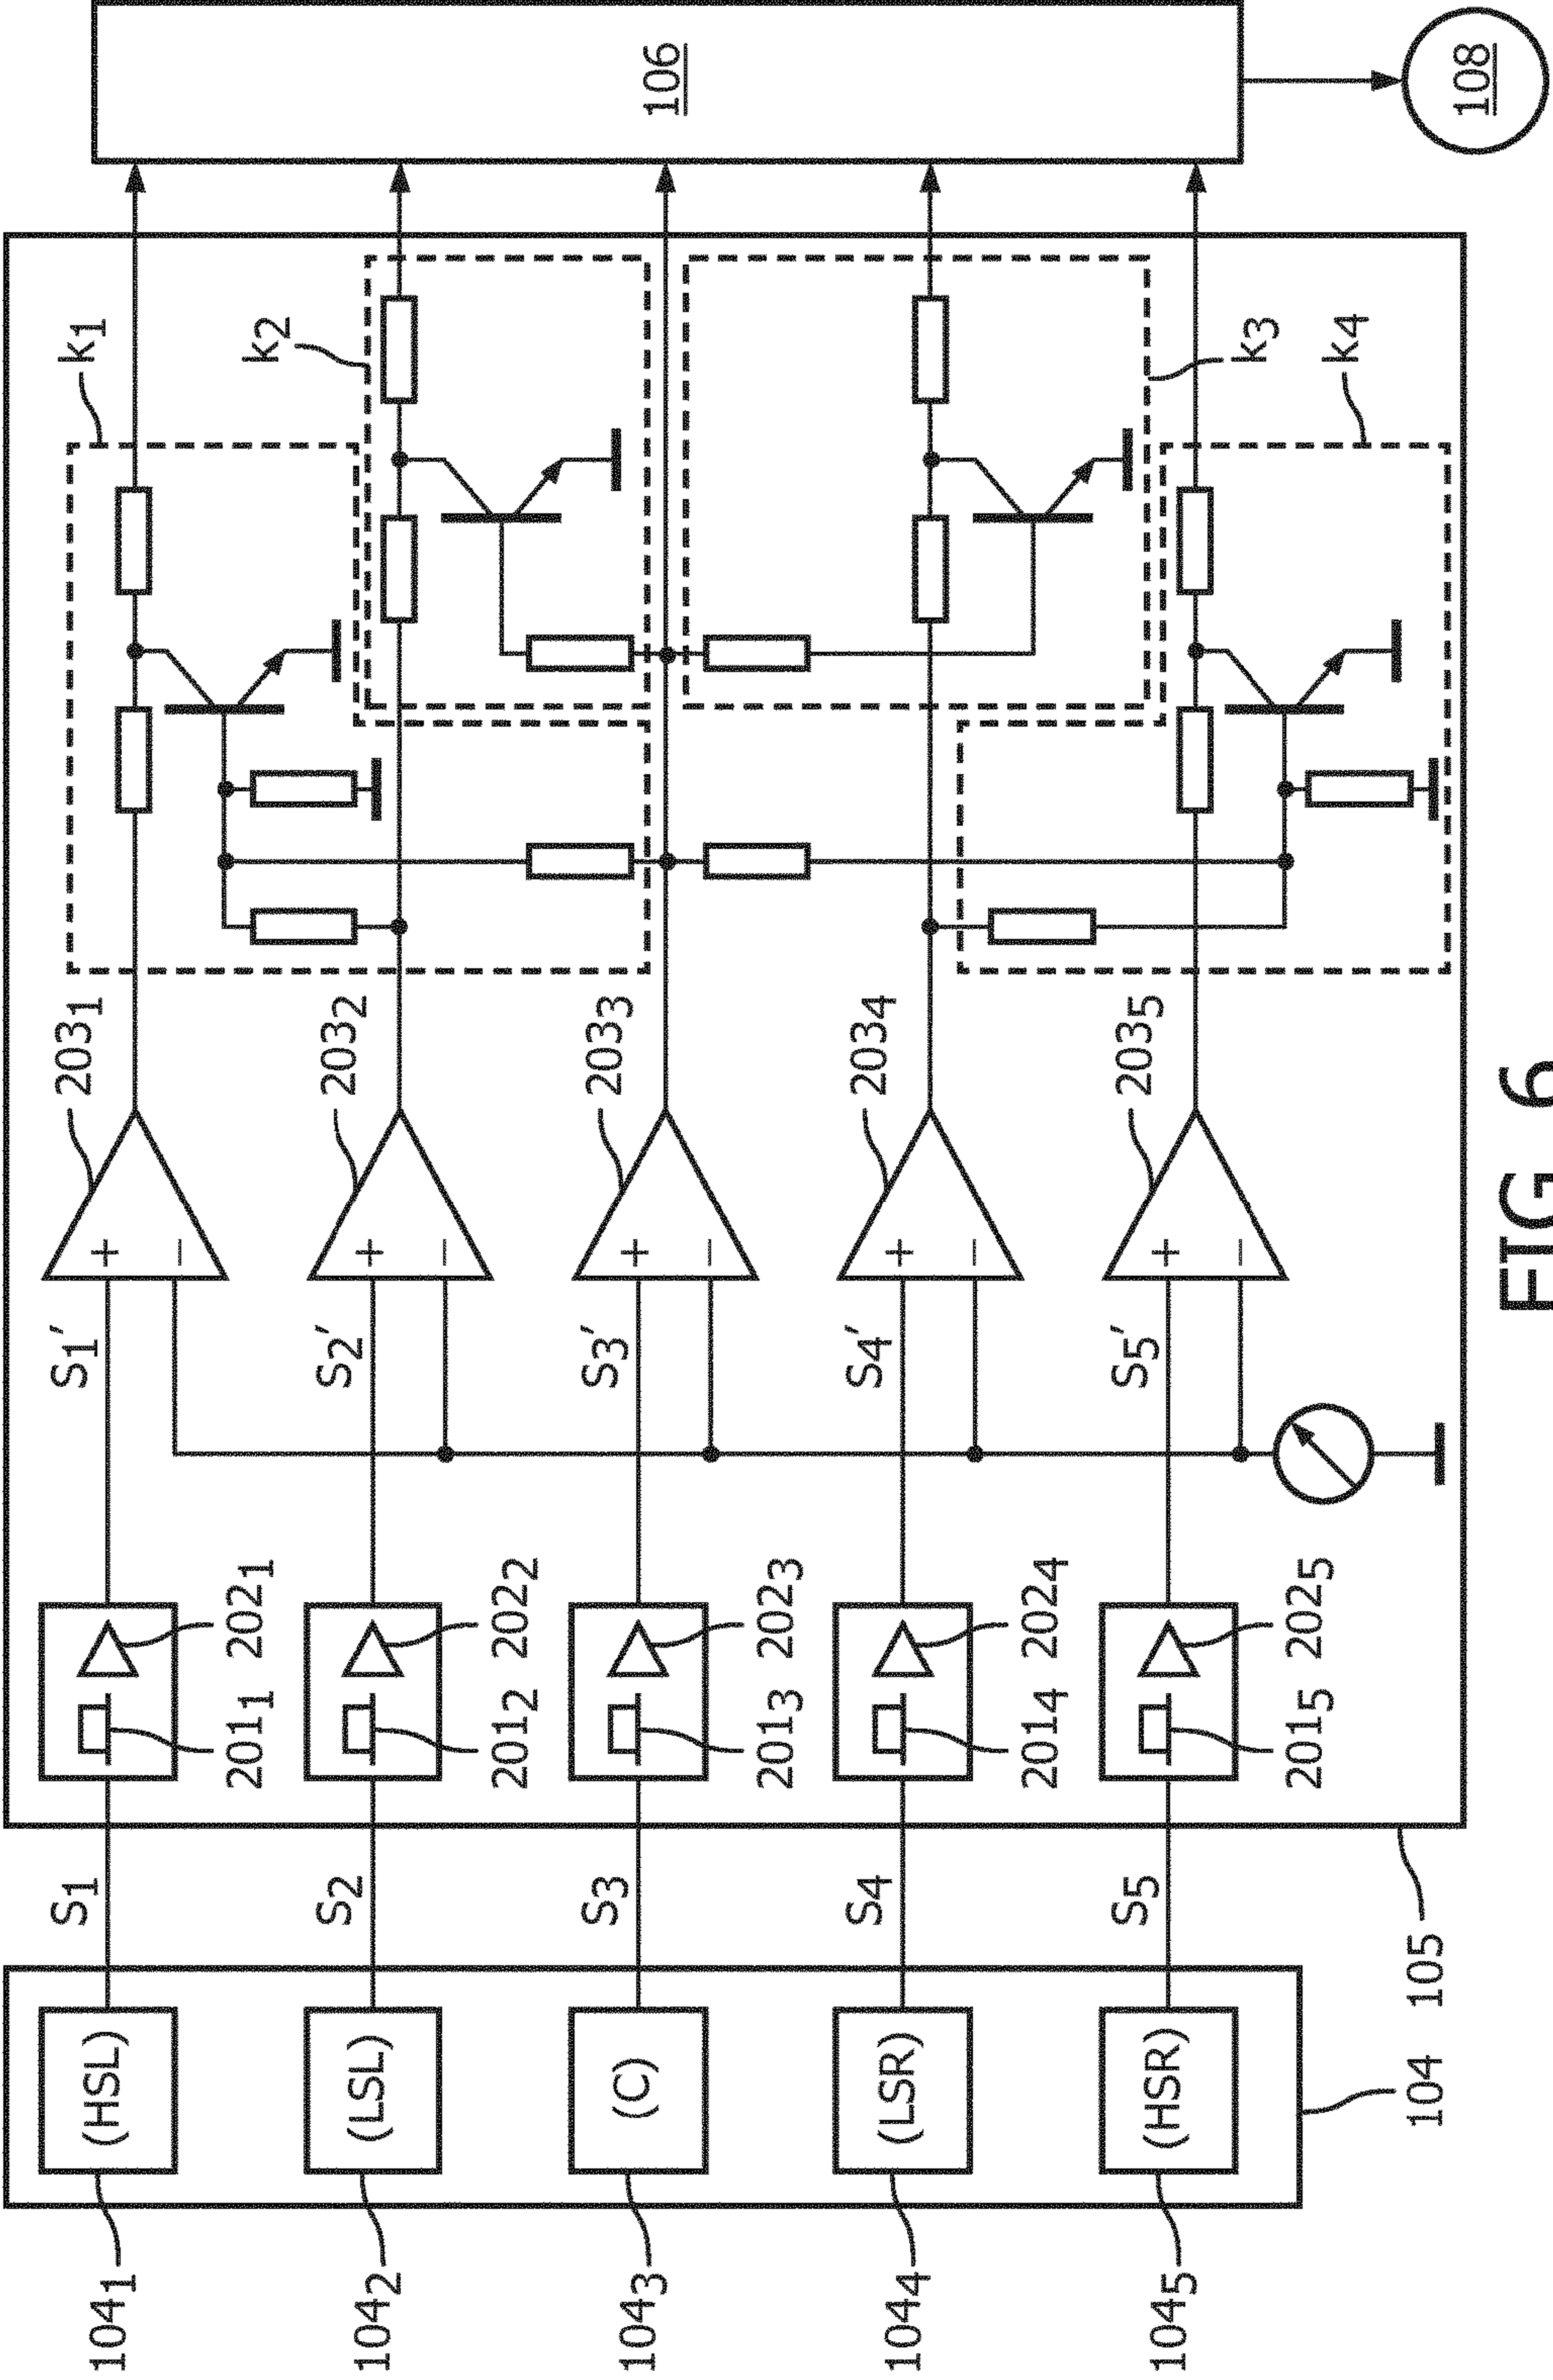 104₁
104₂
104₃
104₄
104₅
(HSL)
(LSL)
(C)
(LSR)
(HSR)
104
S₁
S₂
S₃
S₄
S₅
105
201₁ 202₁
201₂ 202₂
201₃ 202₃
201₄ 202₄
201₅ 202₅
S₁′
S₂′
S₃′
S₄′
S₅′
+
−
+
−
+
−
+
−
+
−
203₁
203₂
203₃
203₄
203₅
k₁
k₂
k₃
k₄
106
108
FIG. 6